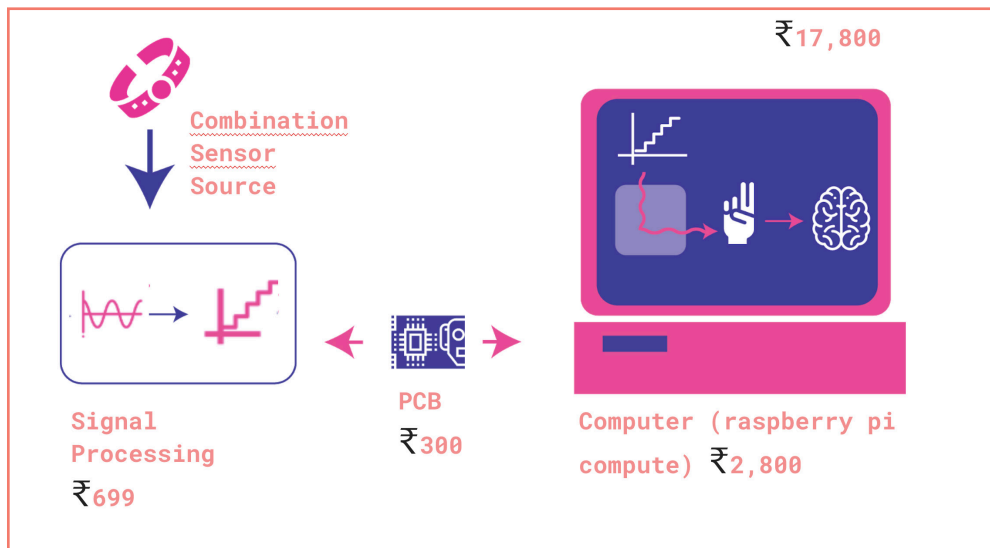 ₹17,800
Combination
Sensor
Source
Signal
Processing
₹699
PCB
₹300
Computer (raspberry pi
compute) ₹2,800